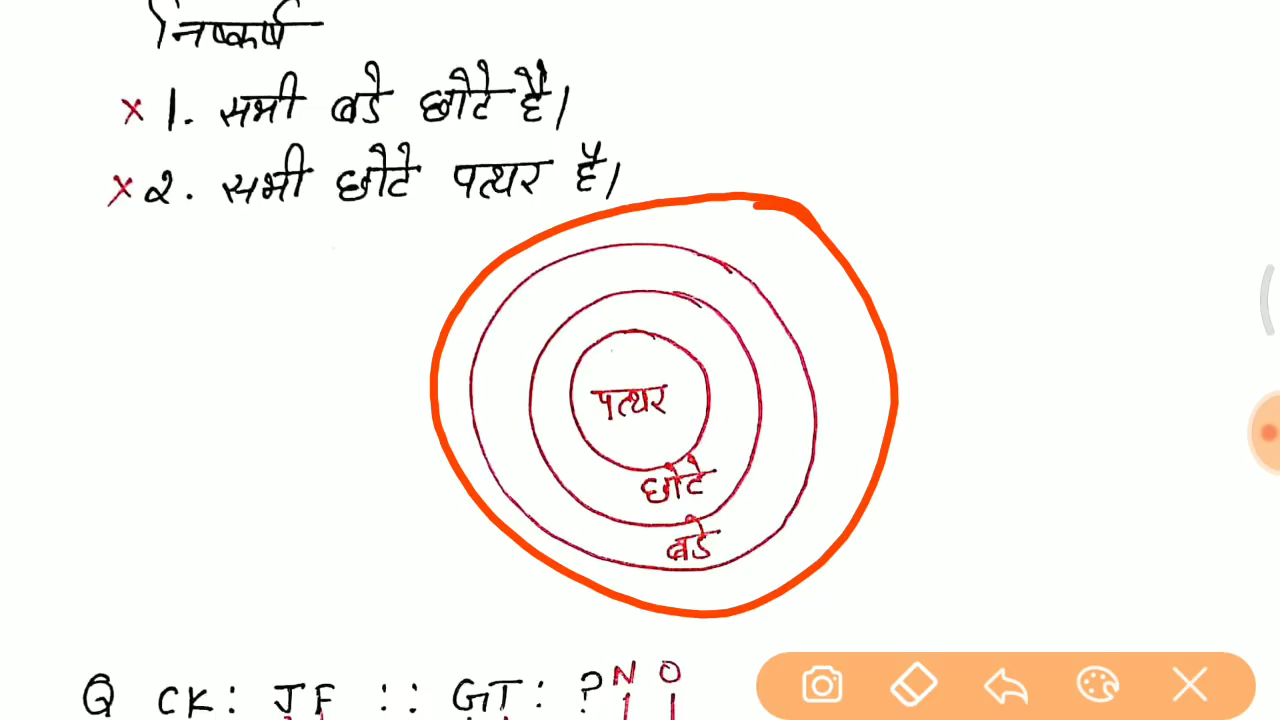 निष्कर्ष
× 1. सभी बडे छोटे है।
× 2. सभी छोटे पत्थर है।
पत्थर
छोटे
बडे
N O
Q CK : JF :: GT : ?